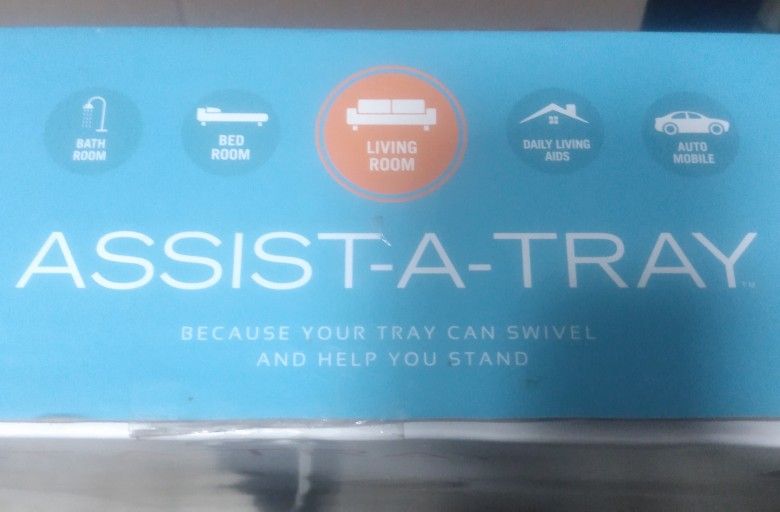 BATH
ROOM
BED
ROOM
LIVING
ROOM
DAILY LIVING
AIDS
AUTO
MOBILE
ASSIST-A-TRAY™
BECAUSE YOUR TRAY CAN SWIVEL
AND HELP YOU STAND